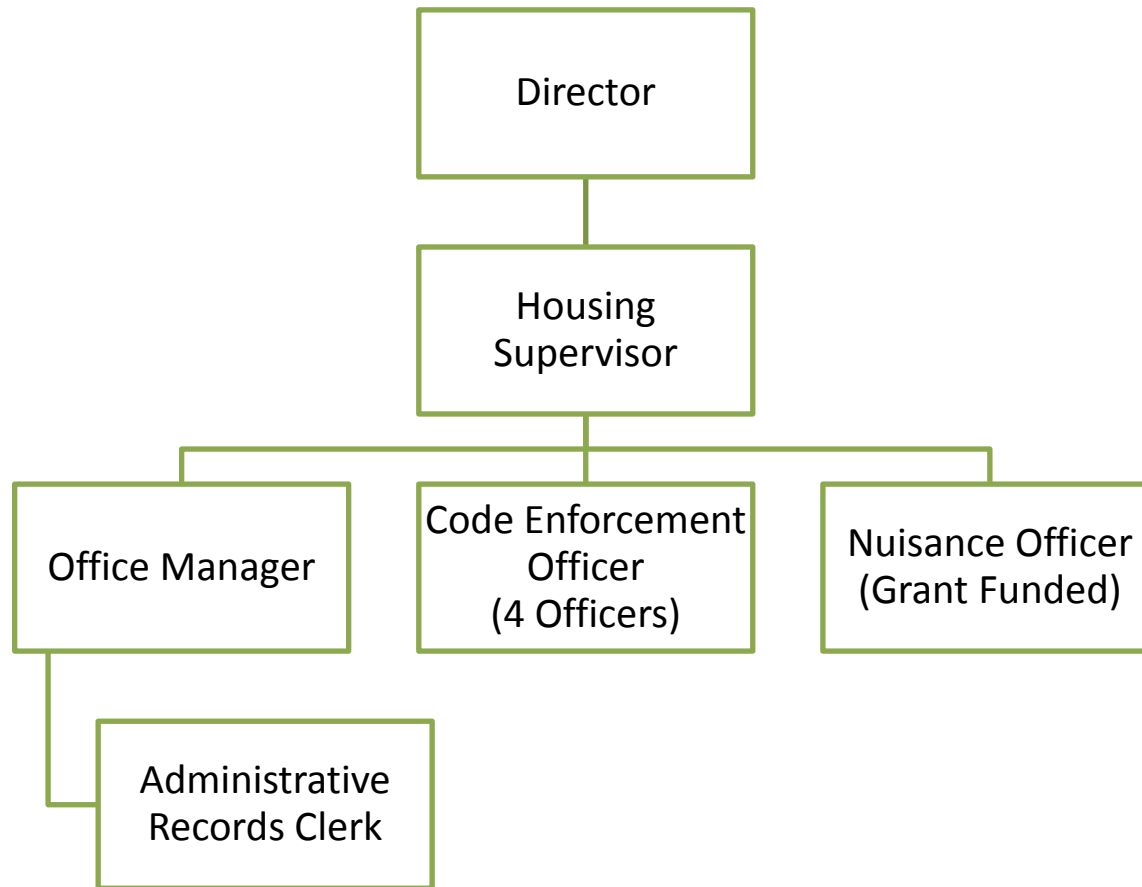 Director
Housing
Supervisor
Office Manager
Code Enforcement
Officer
(4 Officers)
Nuisance Officer
(Grant Funded)
Administrative
Records Clerk